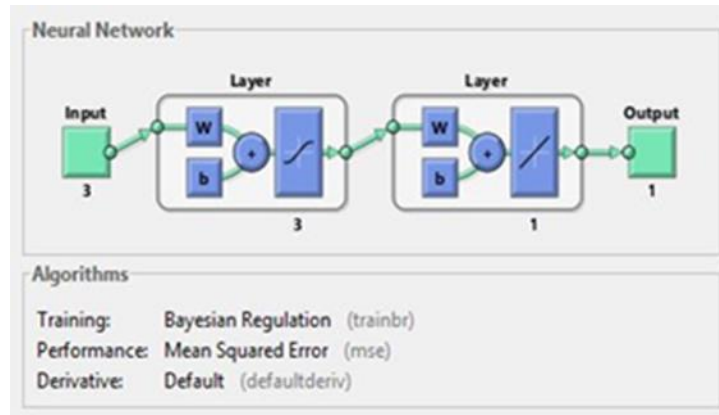 Neural Network
Layer Layer
Input Output
W W
+ +
b b
3 1
3 1
Algorithms
Training: Bayesian Regulation (trainbr)
Performance: Mean Squared Error (mse)
Derivative: Default (defaultderiv)